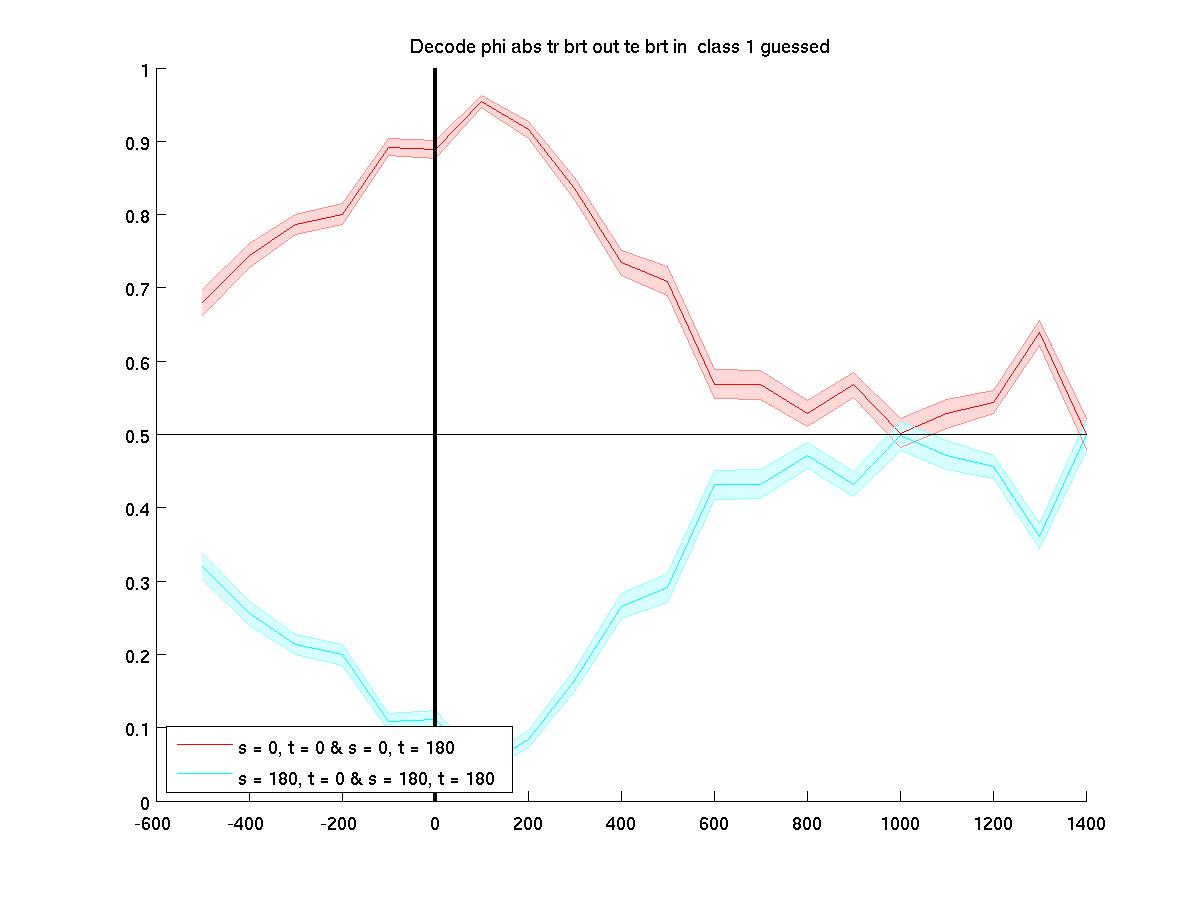 Decode phi abs tr brt out te brt in  class 1 guessed
1
0.9
0.8
0.7
0.6
0.5
0.4
0.3
0.2
0.1
0
s = 0, t = 0 & s = 0, t = 180
s = 180, t = 0 & s = 180, t = 180
-600 -400 -200 0 200 400 600 800 1000 1200 1400